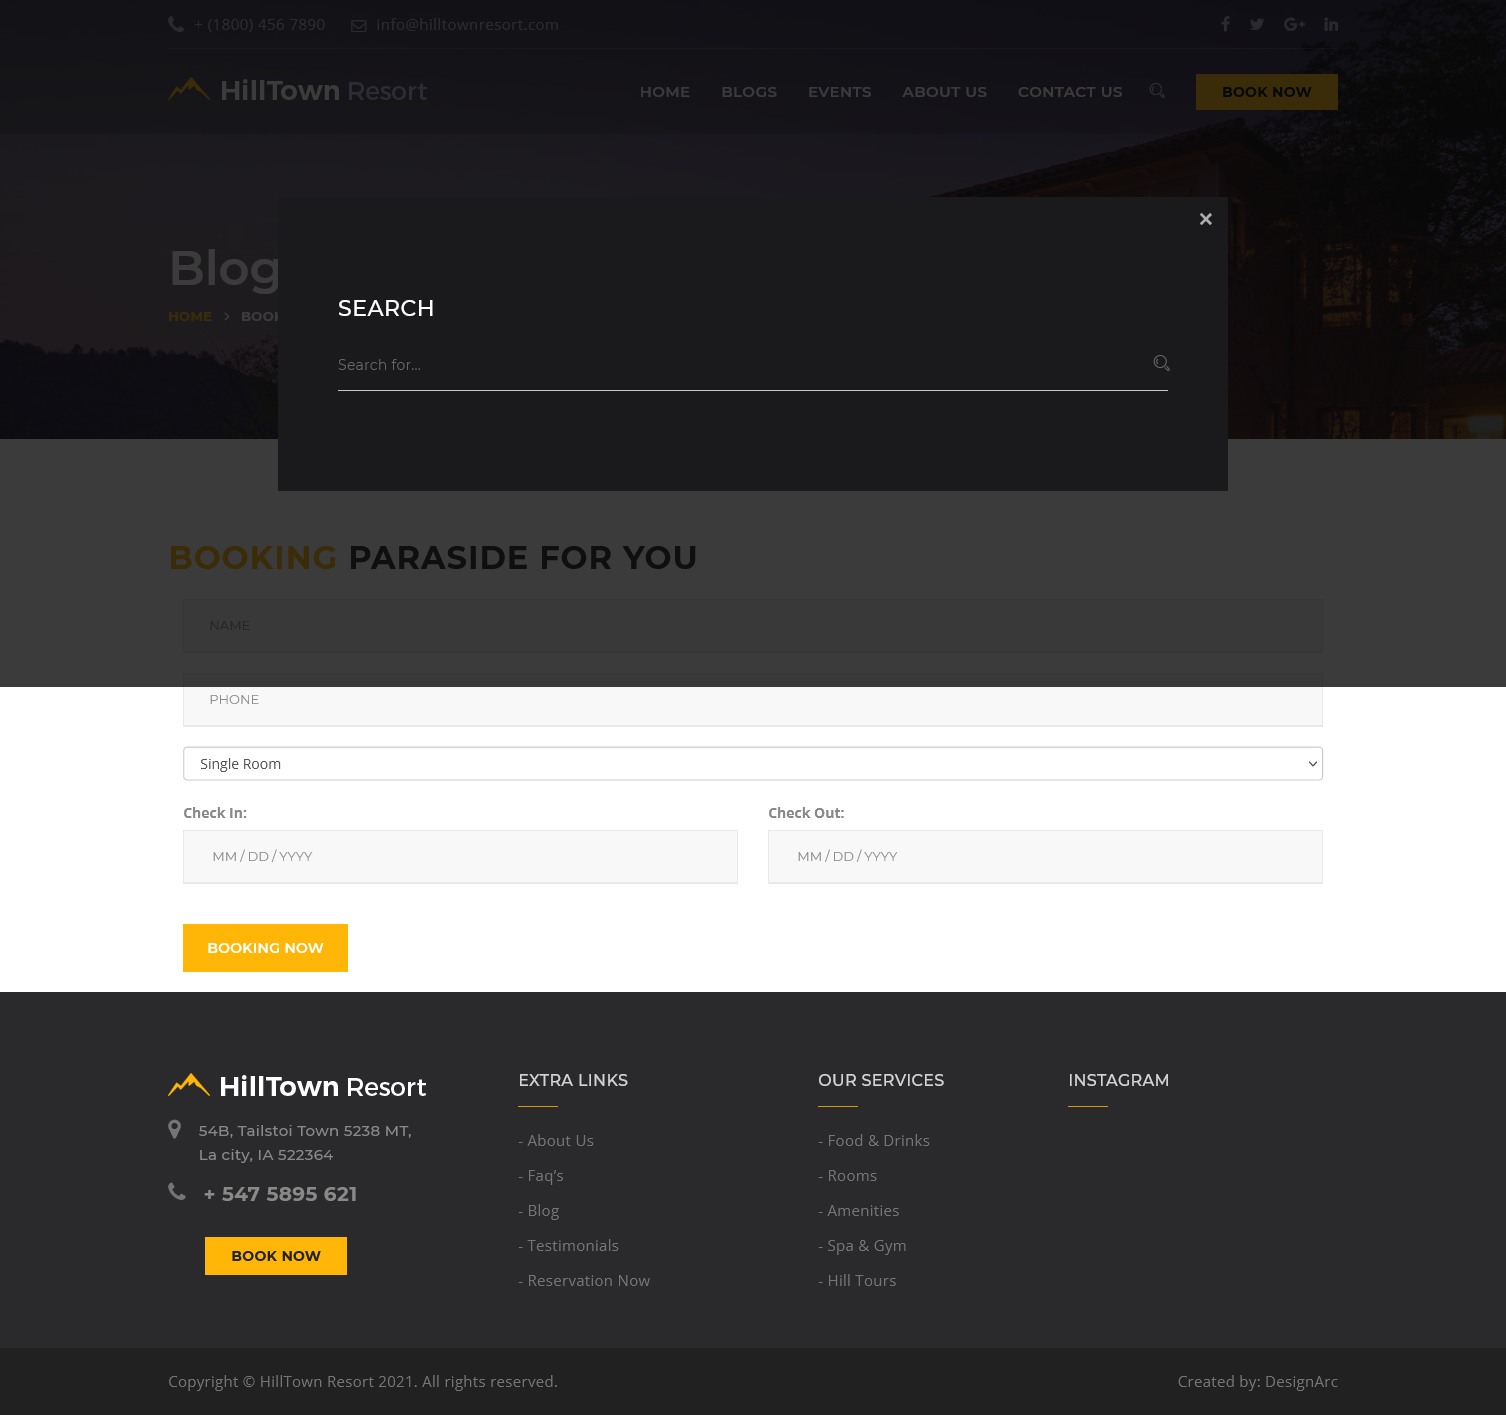 + (1800) 456 7890 info@hilltownresort.com
HillTown Resort HOME BLOGS EVENTS ABOUT US CONTACT US BOOK NOW
×
Blog
HOME > BOOK
SEARCH
Search for...
BOOKING PARASIDE FOR YOU
NAME
PHONE
Single Room
Check In: Check Out:
MM / DD / YYYY MM / DD / YYYY
BOOKING NOW
HillTown Resort EXTRA LINKS OUR SERVICES INSTAGRAM
54B, Tailstoi Town 5238 MT,
La city, IA 522364
+ 547 5895 621
BOOK NOW
- About Us
- Faq's
- Blog
- Testimonials
- Reservation Now
- Food & Drinks
- Rooms
- Amenities
- Spa & Gym
- Hill Tours
Copyright © HillTown Resort 2021. All rights reserved. Created by: DesignArc